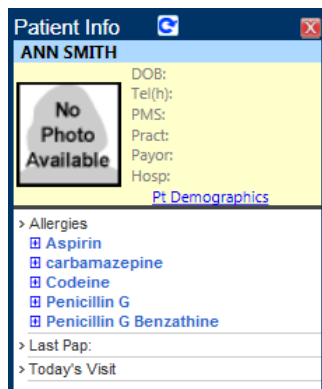 Patient Info
ANN SMITH
No
Photo
Available
DOB:
Tel(h):
PMS:
Pract:
Payor:
Hosp:
Pt Demographics
> Allergies
Aspirin
carbamazepine
Codeine
Penicillin G
Penicillin G Benzathine
> Last Pap:
> Today's Visit